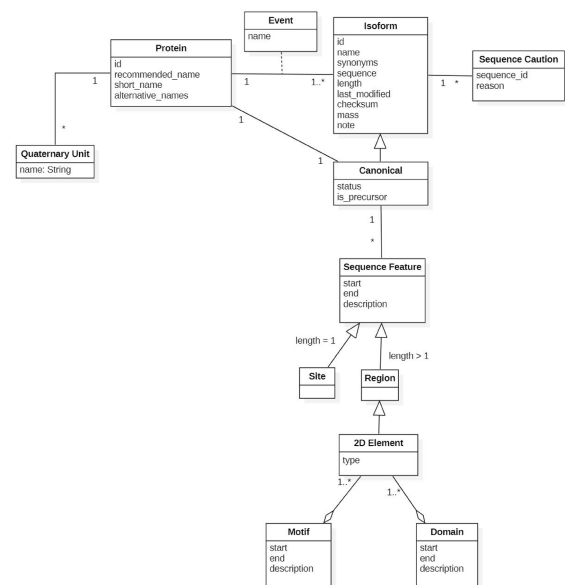 Event
name
Isoform
id
name
synonyms
sequence
length
last_modified
checksum
mass
note
Protein
id
recommended_name
short_name
alternative_names
Sequence Caution
sequence_id
reason
1
1
1..*
1
*
*
1
1
Quaternary Unit
name: String
Canonical
status
is_precursor
1
*
Sequence Feature
start
end
description
length = 1
length > 1
Site
Region
2D Element
type
1..*
1..*
Motif
start
end
description
Domain
start
end
description